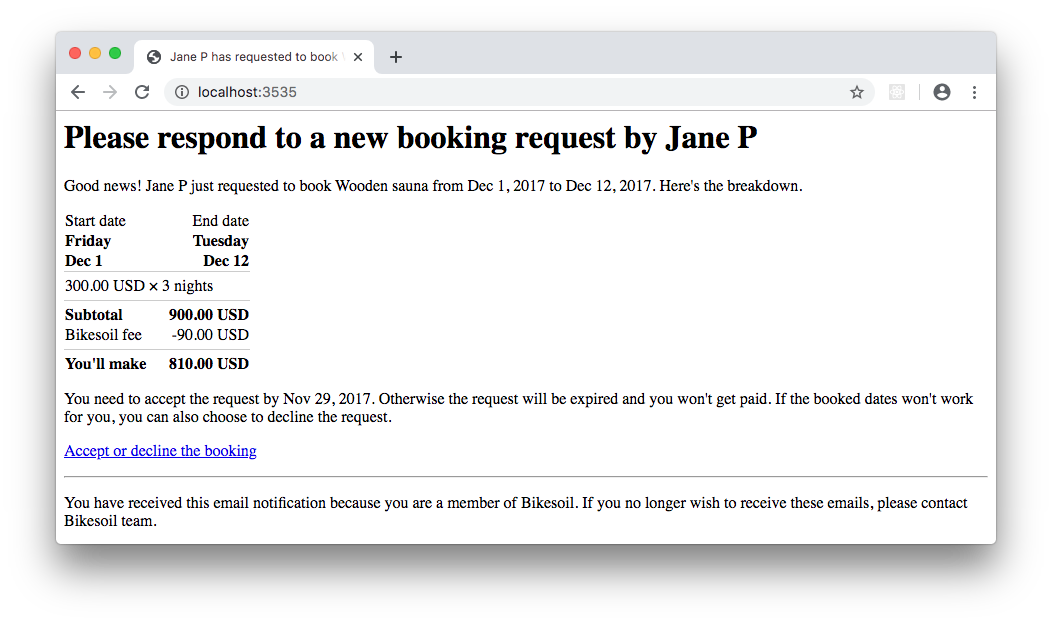 Jane P has requested to book
localhost:3535
Please respond to a new booking request by Jane P
Good news! Jane P just requested to book Wooden sauna from Dec 1, 2017 to Dec 12, 2017. Here's the breakdown.
Start date End date
Friday Tuesday
Dec 1 Dec 12
300.00 USD × 3 nights
Subtotal 900.00 USD
Bikesoil fee -90.00 USD
You'll make 810.00 USD
You need to accept the request by Nov 29, 2017. Otherwise the request will be expired and you won't get paid. If the booked dates won't work
for you, you can also choose to decline the request.
Accept or decline the booking
You have received this email notification because you are a member of Bikesoil. If you no longer wish to receive these emails, please contact
Bikesoil team.